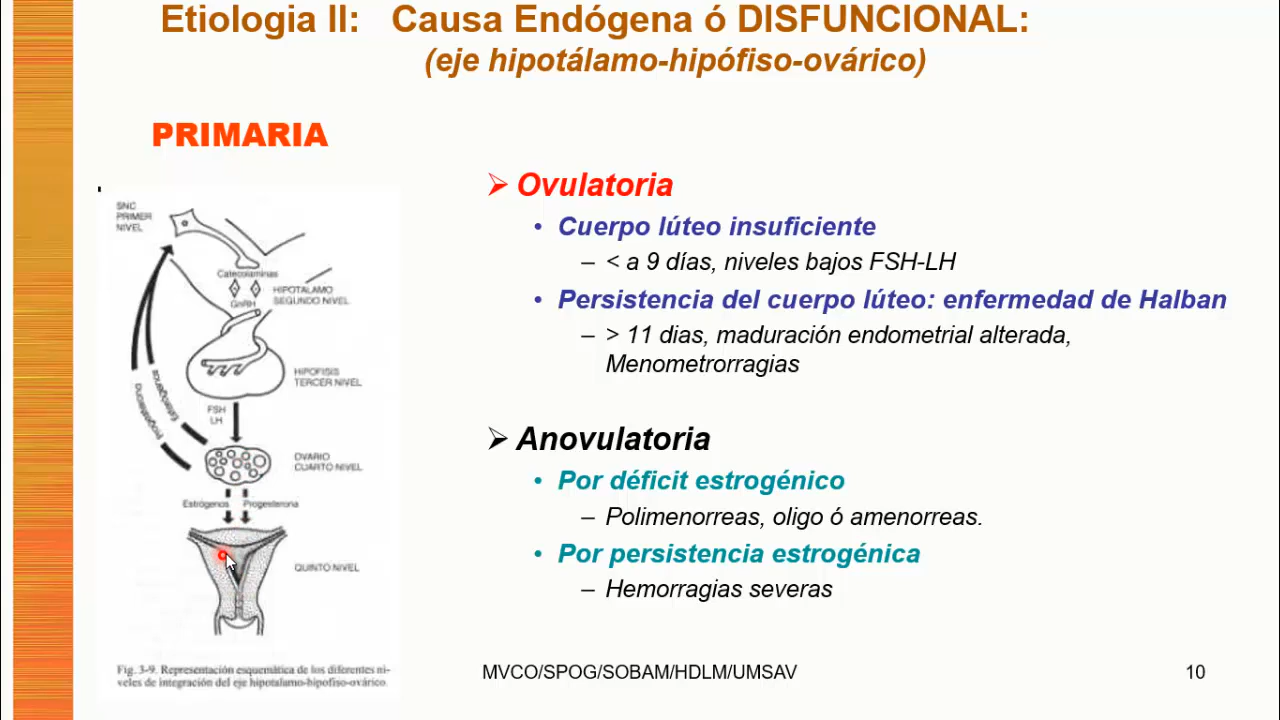 Etiologia II: Causa Endógena ó DISFUNCIONAL:
(eje hipotálamo-hipófiso-ovárico)
PRIMARIA
SNC
PRIMER
NIVEL
Catecolaminas
GnRH
HIPOTALAMO
SEGUNDO NIVEL
HIPOFISIS
TERCER NIVEL
Estrógenos
Progesterona
FSH
LH
OVARIO
CUARTO NIVEL
Estrógenos Progesterona
QUINTO NIVEL
Fig. 3-9. Representación esquemática de los diferentes ni-
veles de integración del eje hipotalamo-hipofiso-ovárico.
➢ Ovulatoria
• Cuerpo lúteo insuficiente
– < a 9 días, niveles bajos FSH-LH
• Persistencia del cuerpo lúteo: enfermedad de Halban
– > 11 dias, maduración endometrial alterada,
Menometrorragias
➢ Anovulatoria
• Por déficit estrogénico
– Polimenorreas, oligo ó amenorreas.
• Por persistencia estrogénica
– Hemorragias severas
MVCO/SPOG/SOBAM/HDLM/UMSAV
10